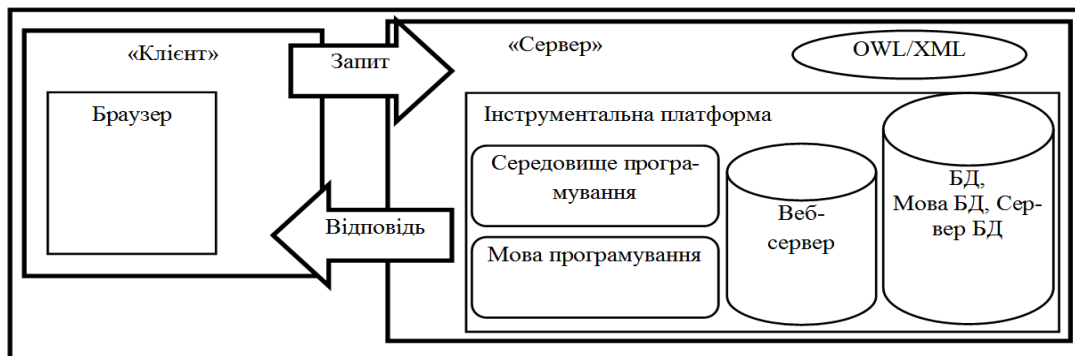 «Клієнт»
Запит
«Сервер»
OWL/XML
Браузер
Інструментальна платформа
Середовище програ-
мування
Мова програмування
Веб-
сервер
БД,
Мова БД, Сер-
вер БД
Відповідь